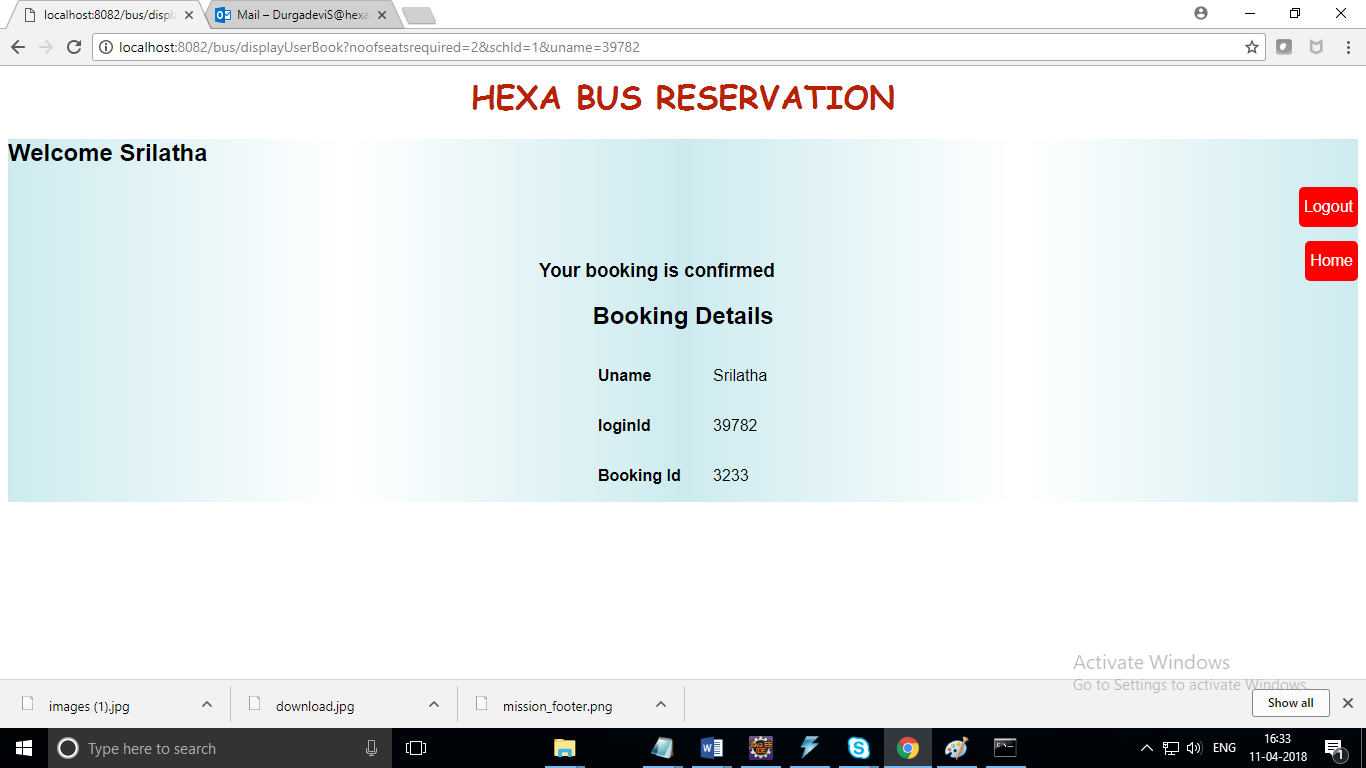 localhost:8082/bus/displ
Mail – DurgadeviS@hexa
localhost:8082/bus/displayUserBook?noofseatsrequired=2&schId=1&uname=39782
HEXA BUS RESERVATION
Welcome Srilatha
Logout
Home
Your booking is confirmed
Booking Details
Uname Srilatha
loginId 39782
Booking Id 3233
Activate Windows
Go to Settings to activate Windows.
images (1).jpg
download.jpg
mission_footer.png
Show all
Type here to search
ENG
16:33
11-04-2018
1